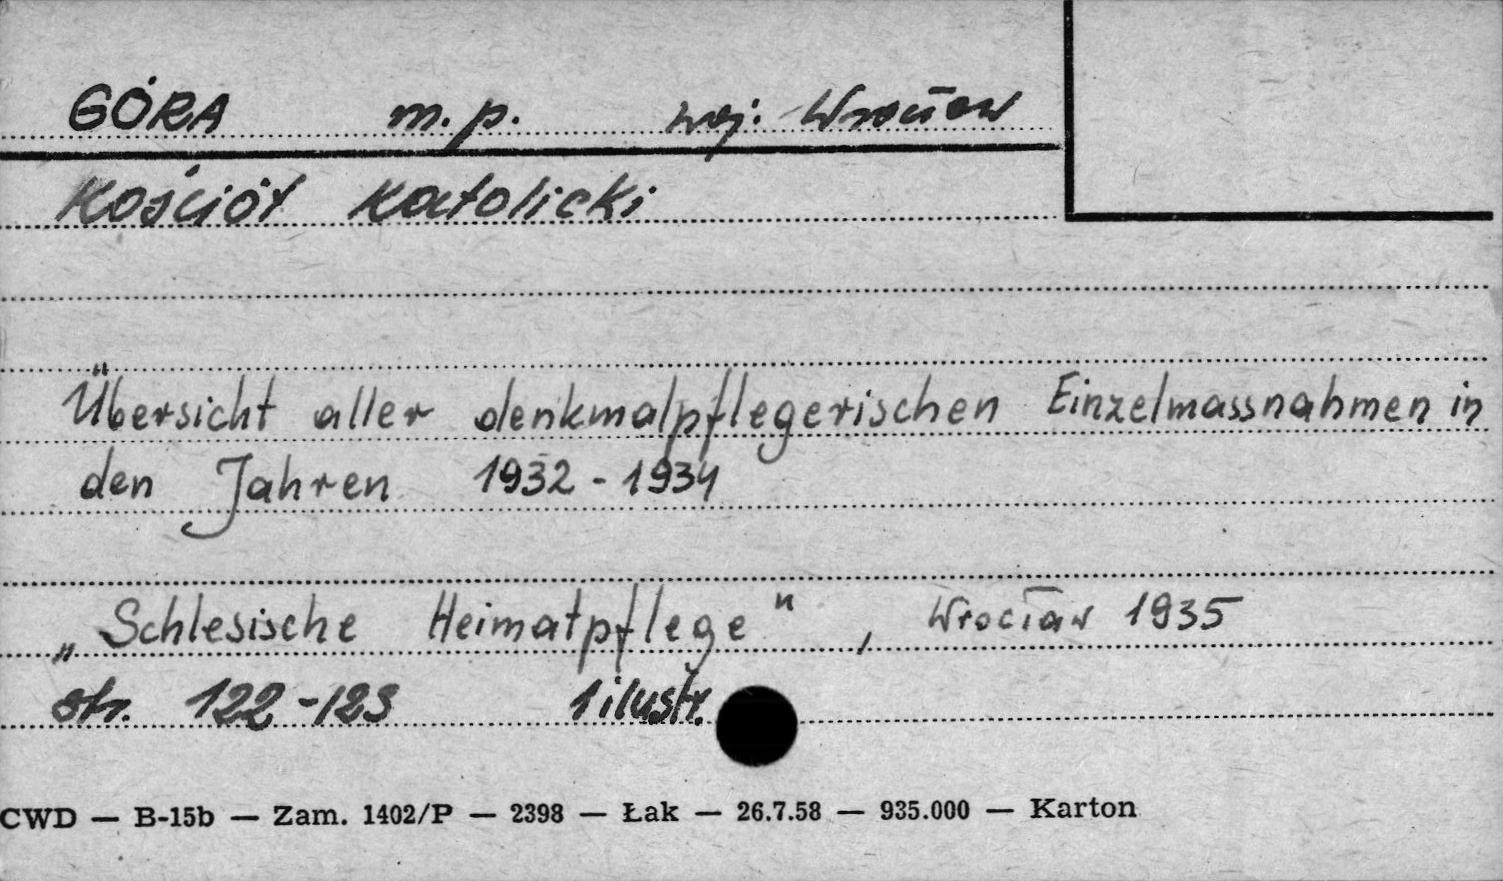 GÓRA m.p. woj. Wrocław
Kościół Katolicki
Übersicht aller denkmalpflegerischen Einzelmassnahmen in
den Jahren 1932 - 1934
„Schlesische Heimatpflege", Wrocław 1935
str. 122-123 1 ilustr.
CWD — B-15b — Zam. 1402/P — 2398 — Łak — 26.7.58 — 935.000 — Karton